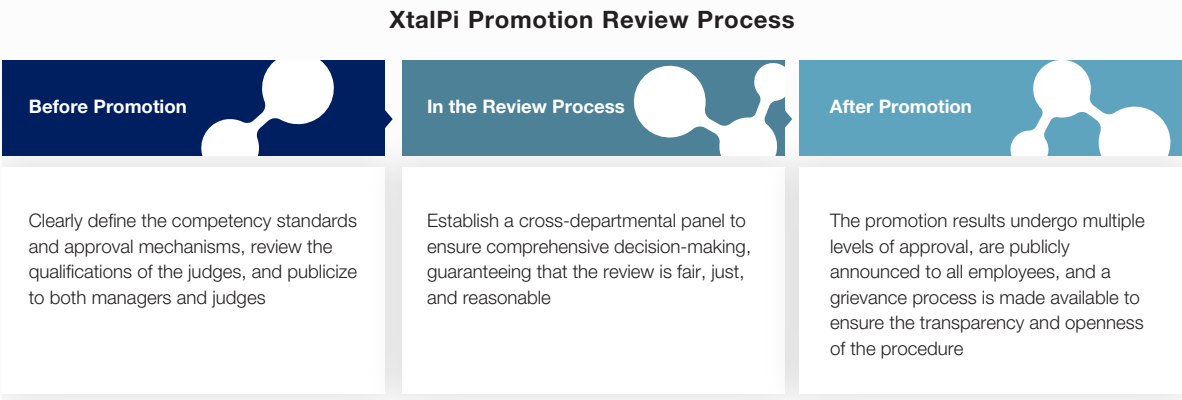 XtalPi Promotion Review Process
Before Promotion
Clearly define the competency standards
and approval mechanisms, review the
qualifications of the judges, and publicize
to both managers and judges
In the Review Process
Establish a cross-departmental panel to
ensure comprehensive decision-making,
guaranteeing that the review is fair, just,
and reasonable
After Promotion
The promotion results undergo multiple
levels of approval, are publicly
announced to all employees, and a
grievance process is made available to
ensure the transparency and openness
of the procedure